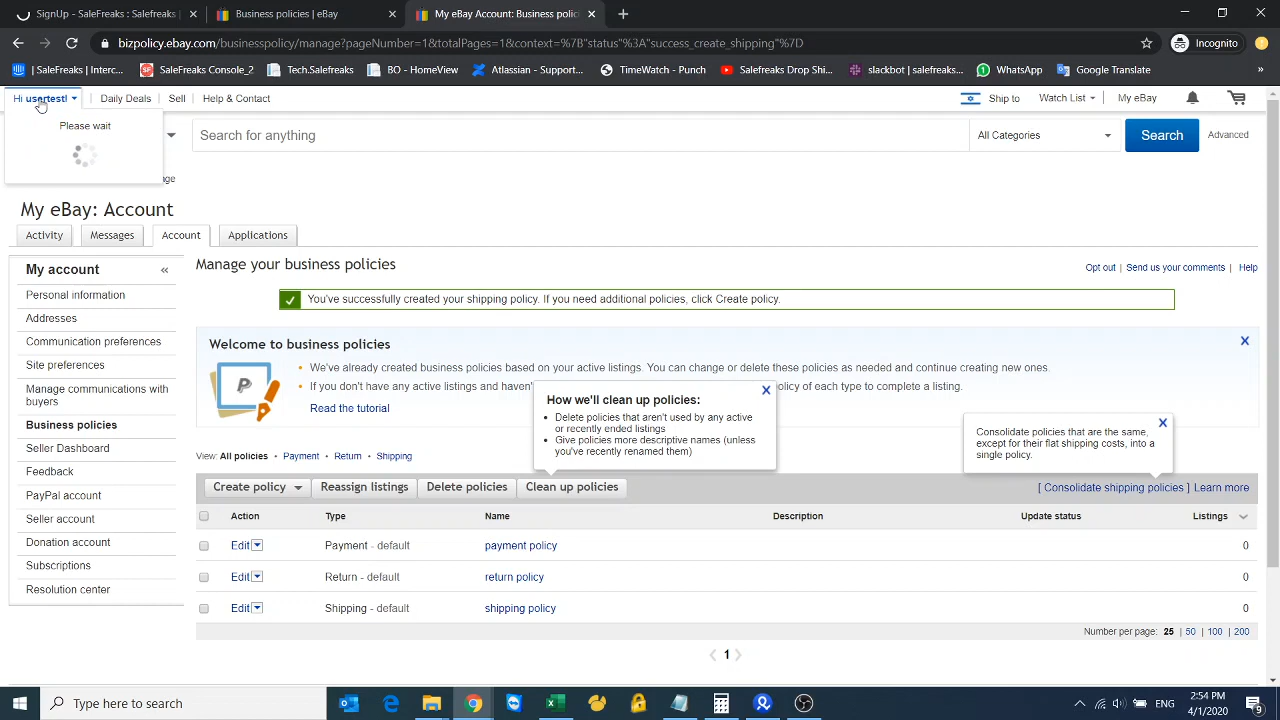 SignUp - SaleFreaks : Salefreaks
Business policies | eBay
My eBay Account: Business polici
bizpolicy.ebay.com/businesspolicy/manage?pageNumber=1&totalPages=1&context=%7B"status"%3A"success_create_shipping"%7D
Incognito
| SaleFreaks | Interc...
SaleFreaks Console_2
Tech.SaleFreaks
BO - HomeView
Atlassian - Support...
TimeWatch - Punch
Salefreaks Drop Shi...
slackbot | salefreaks...
WhatsApp
Google Translate
»
Hi usertest!
Daily Deals
Sell
Help & Contact
Ship to
Watch List
My eBay
Please wait
Search for anything
All Categories
Search
Advanced
age
My eBay: Account
Activity
Messages
Account
Applications
My account
«
Personal information
Addresses
Communication preferences
Site preferences
Manage communications with
buyers
Business policies
Seller Dashboard
Feedback
PayPal account
Seller account
Donation account
Subscriptions
Resolution center
Manage your business policies
Opt out | Send us your comments | Help
You've successfully created your shipping policy. If you need additional policies, click Create policy.
Welcome to business policies
X
• We've already created business policies based on your active listings. You can change or delete these policies as needed and continue creating new ones.
• If you don't have any active listings and haven'
olicy of each type to complete a listing.
Read the tutorial
How we'll clean up policies:
X
• Delete policies that aren't used by any active
or recently ended listings
• Give policies more descriptive names (unless
you've recently renamed them)
X
Consolidate policies that are the same,
except for their flat shipping costs, into a
single policy.
View: All policies • Payment • Return • Shipping
Create policy
Reassign listings
Delete policies
Clean up policies
[ Consolidate shipping policies ] Learn more
Action Type Name Description Update status Listings
Edit Payment - default payment policy 0
Edit Return - default return policy 0
Edit Shipping - default shipping policy 0
Number per page: 25 | 50 | 100 | 200
1
Type here to search
ENG
2:54 PM
4/1/2020